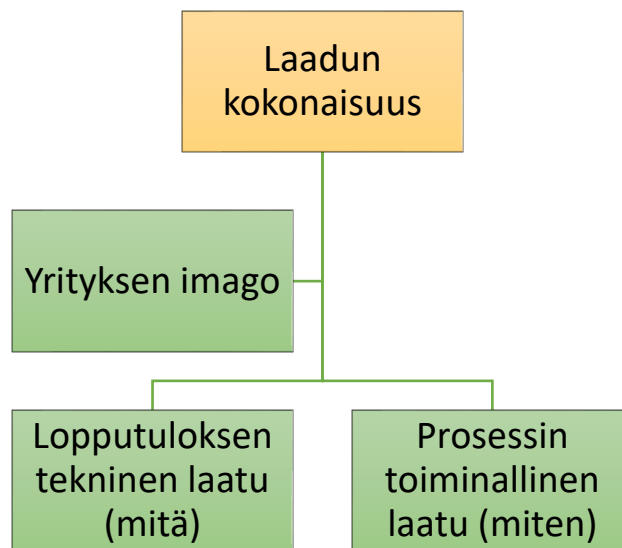 Laadun
kokonaisuus
Yrityksen imago
Lopputuloksen
tekninen laatu
(mitä)
Prosessin
toiminallinen
laatu (miten)